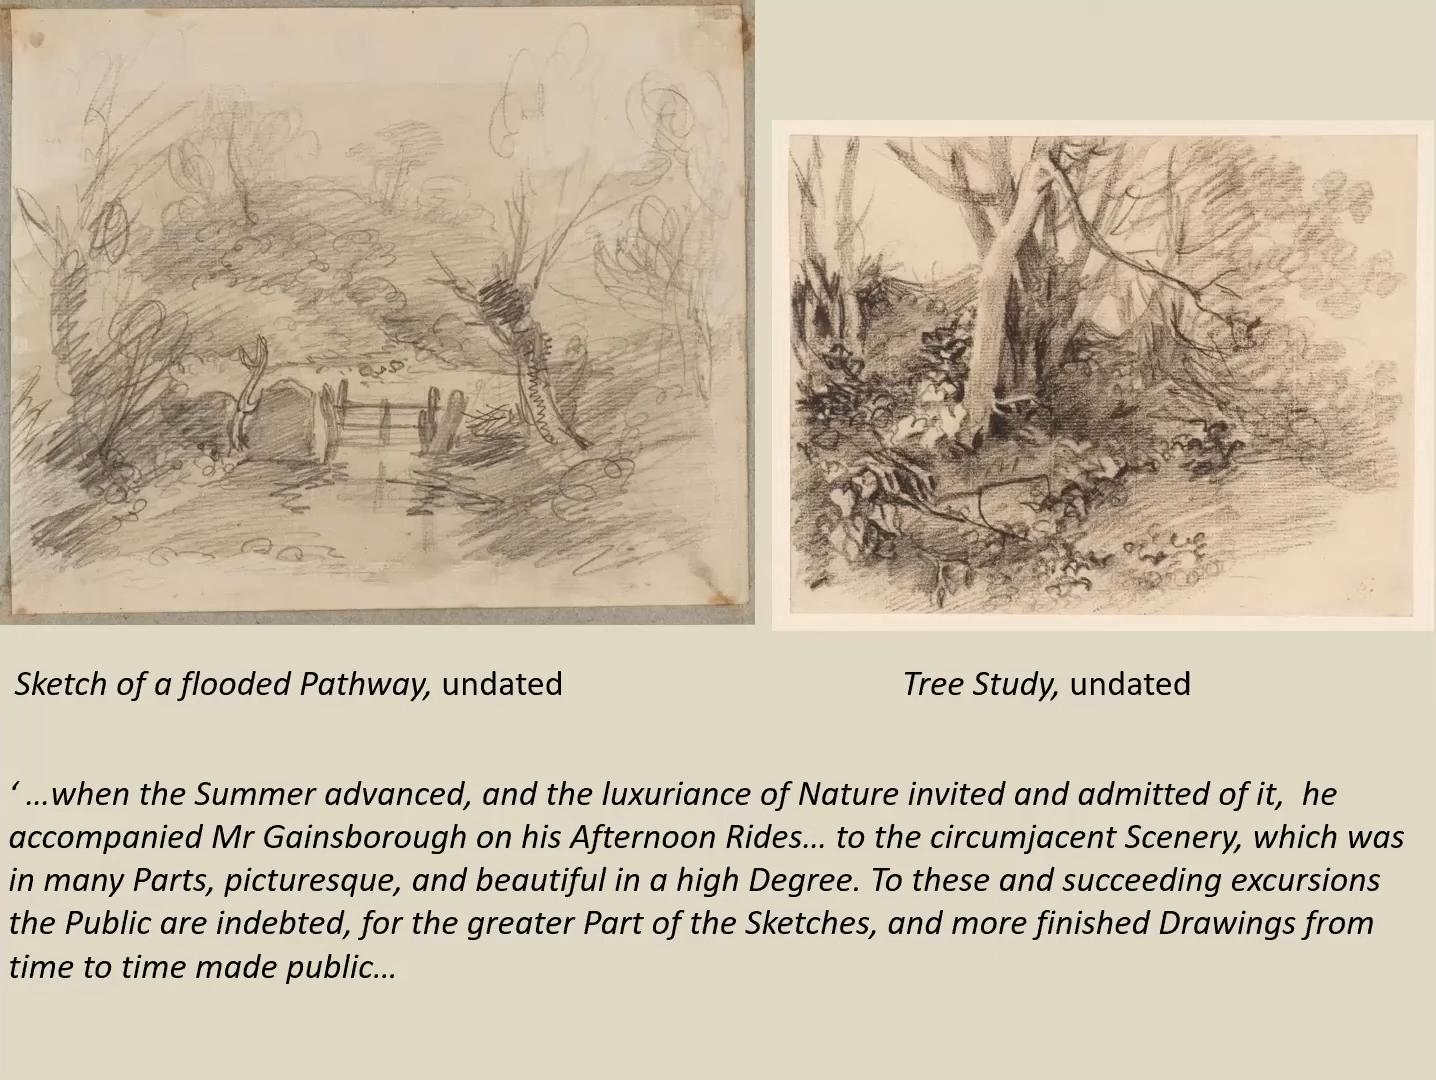 Sketch of a flooded Pathway, undated
Tree Study, undated
‘ …when the Summer advanced, and the luxuriance of Nature invited and admitted of it,  he
accompanied Mr Gainsborough on his Afternoon Rides… to the circumjacent Scenery, which was
in many Parts, picturesque, and beautiful in a high Degree. To these and succeeding excursions
the Public are indebted, for the greater Part of the Sketches, and more finished Drawings from
time to time made public…